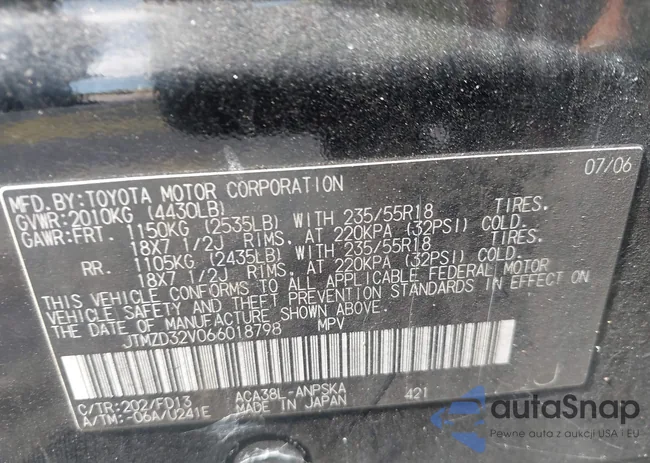 07/06
MFD.BY:TOYOTA MOTOR CORPORATION
GVWR:2010KG (4430LB)
GAWR:FRT. 1150KG (2535LB) WITH 235/55R18 TIRES.
18X7 1/2J RIMS. AT 220KPA (32PSI) COLD.
RR. 1105KG (2435LB) WITH 235/55R18 TIRES.
18X7 1/2J RIMS. AT 220KPA (32PSI) COLD.
THIS VEHICLE CONFORMS TO ALL APPLICABLE FEDERAL MOTOR
VEHICLE SAFETY AND THEFT PREVENTION STANDARDS IN EFFECT ON
THE DATE OF MANUFACTURE SHOWN ABOVE.
JTMZD32V066018798 MPV
C/TR:202/FD13 ACA38L-ANPSKA 421
A/TM:-06A/U241E MADE IN JAPAN
J
autoSnap
Pewne auta z aukcji USA i EU